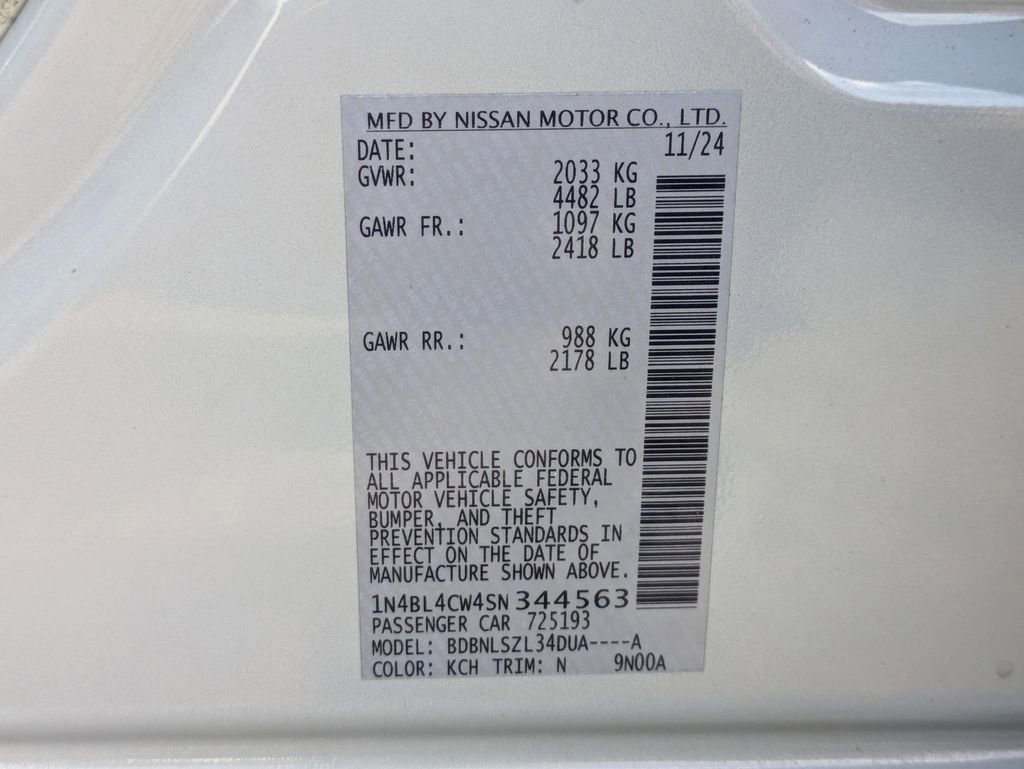 MFD BY NISSAN MOTOR CO., LTD.
DATE: 11/24
GVWR: 2033 KG
4482 LB
GAWR FR.: 1097 KG
2418 LB
GAWR RR.: 988 KG
2178 LB
THIS VEHICLE CONFORMS TO
ALL APPLICABLE FEDERAL
MOTOR VEHICLE SAFETY,
BUMPER, AND THEFT
PREVENTION STANDARDS IN
EFFECT ON THE DATE OF
MANUFACTURE SHOWN ABOVE.
1N4BL4CW4SN344563
PASSENGER CAR 725193
MODEL: BDBNLSZL34DUA----A
COLOR: KCH TRIM: N 9N00A